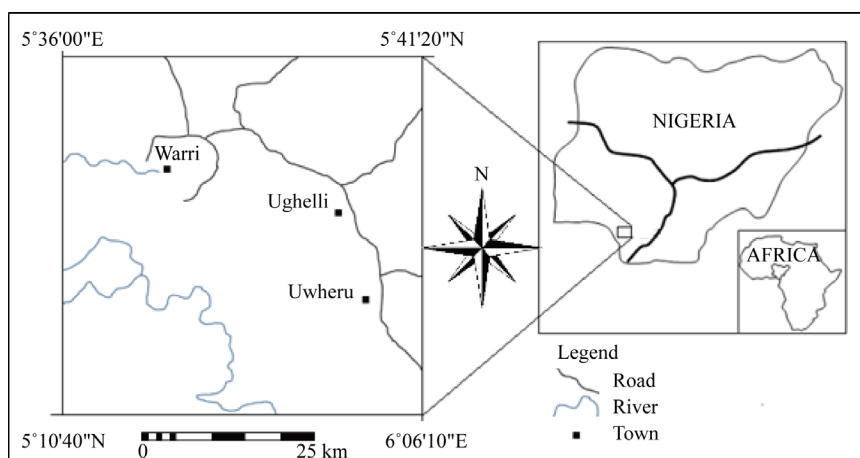 5˚36'00"E 5˚41'20"N
Warri
Ughelli
Uwheru
N
NIGERIA
AFRICA
Legend
Road
River
Town
5˚10'40"N 6˚06'10"E
0 25 km